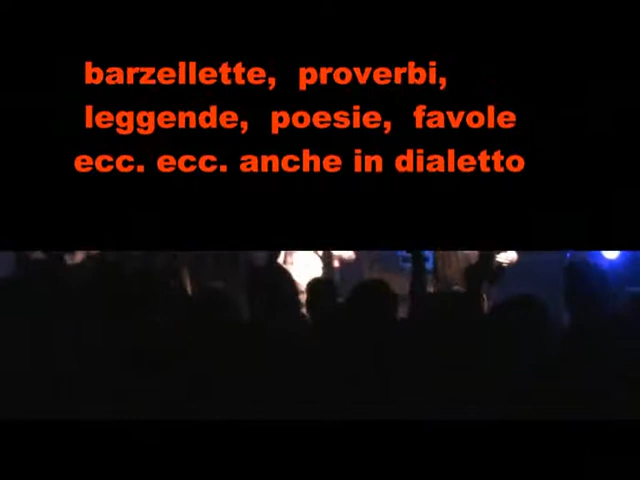 barzellette, proverbi,
leggende, poesie, favole
ecc. ecc. anche in dialetto